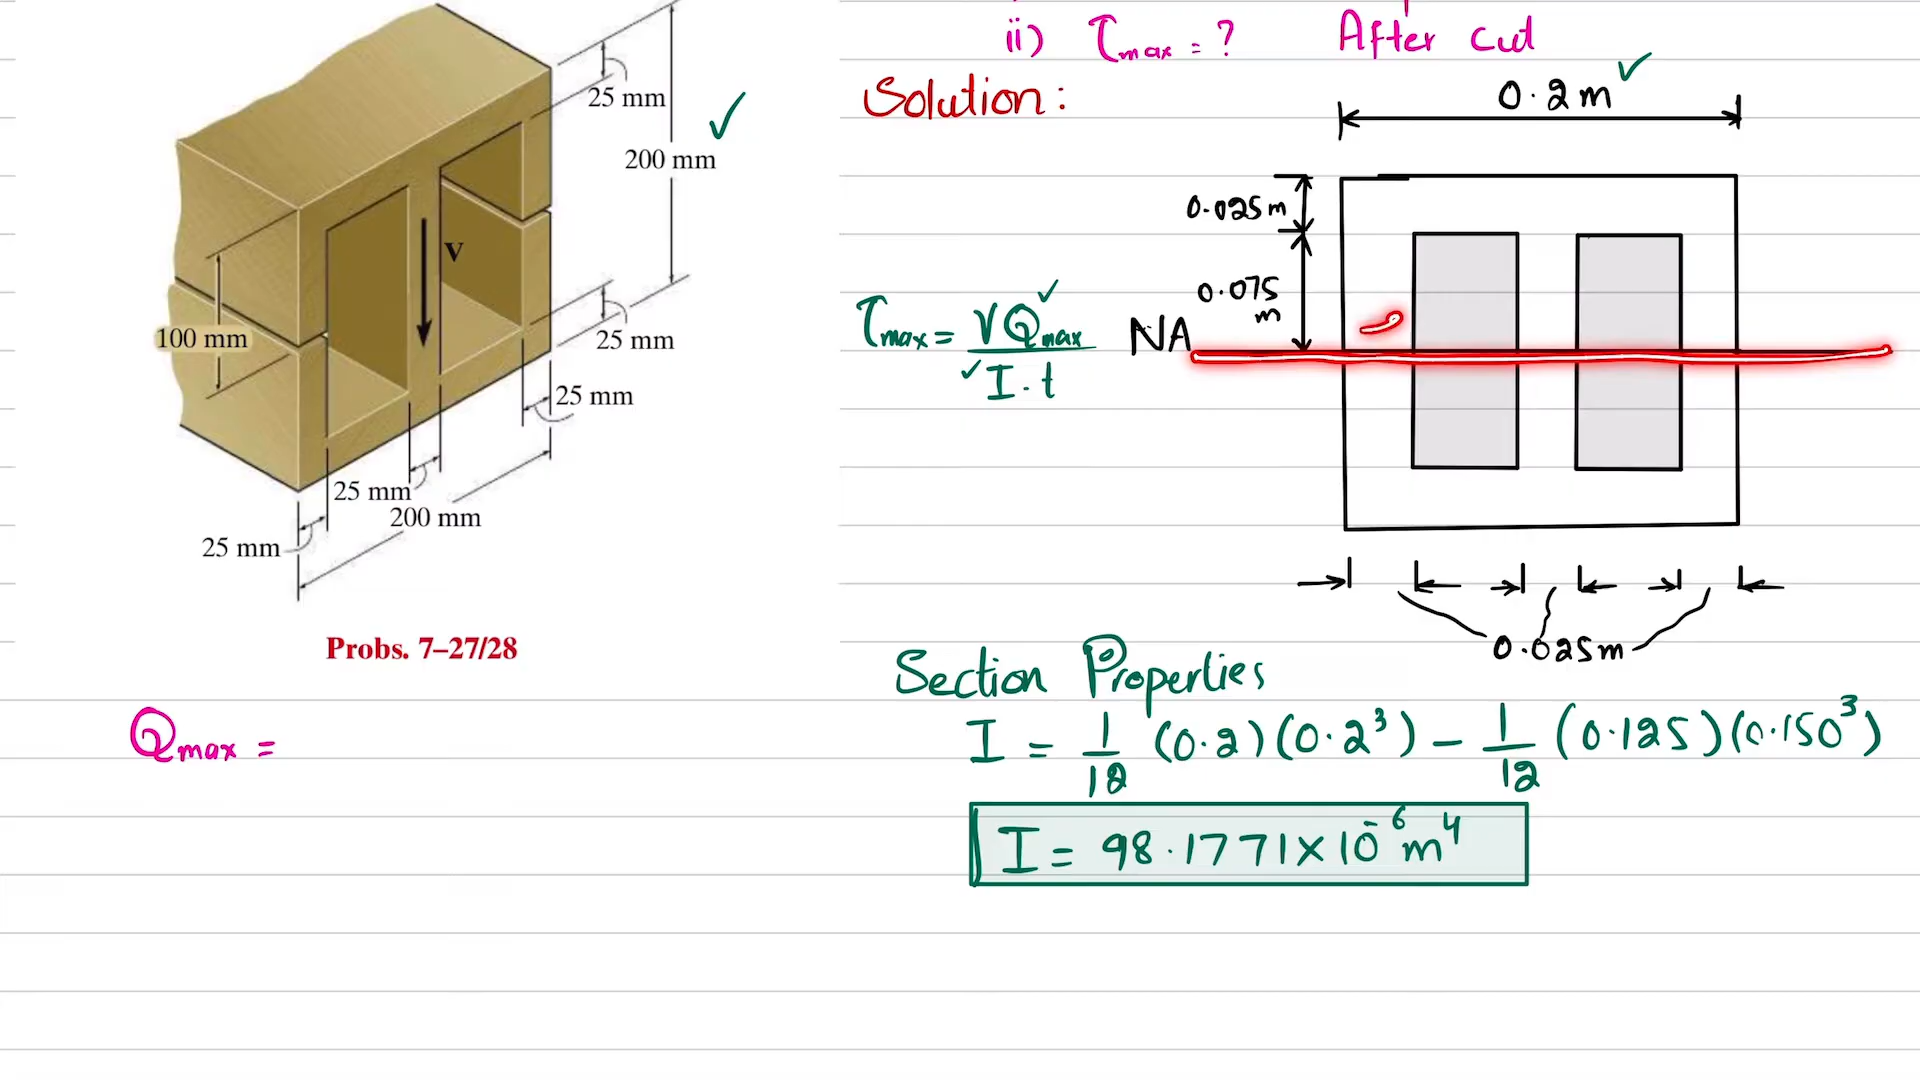 ii) τmax = ? After cut
Solution:
0.2 m
25 mm
200 mm
V
100 mm
25 mm
25 mm
25 mm
200 mm
25 mm
Probs. 7–27/28
0.025m
0.075 m
τmax = VQmax / I.t
NA
0.025m
Section Properties
I = 1/12 (0.2)(0.2³) − 1/12 (0.125)(0.150³)
I = 98.1771×10⁻⁶ m⁴
Qmax =